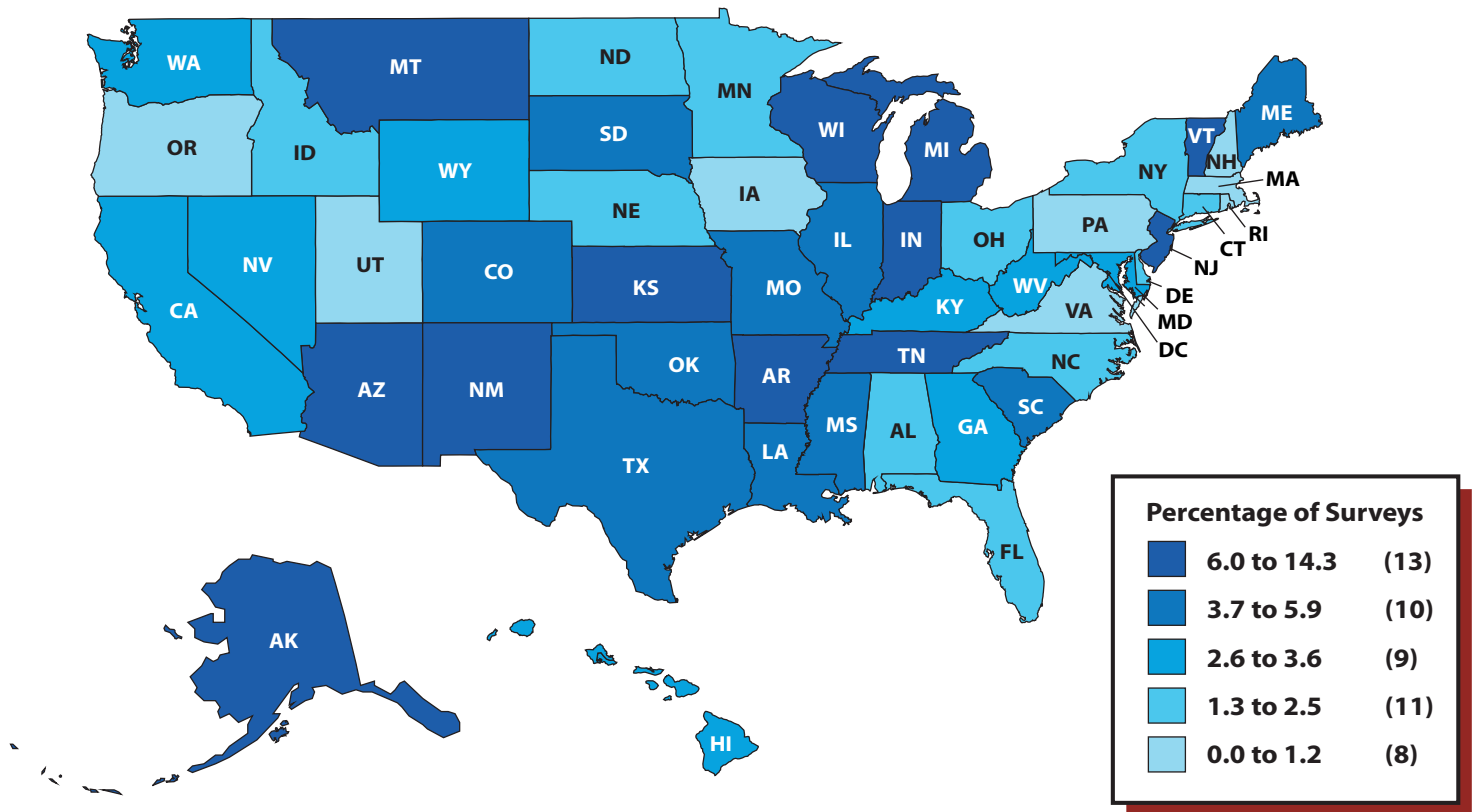 WA
MT
ND
MN
OR
ID
SD
WI
MI
VT
ME
NH
WY
NY
MA
NE
IA
PA
RI
CT
NV
UT
CO
IL
IN
OH
NJ
CA
KS
MO
WV
DE
KY
VA
MD
DC
AZ
NM
OK
AR
TN
NC
TX
LA
MS
AL
GA
SC
FL
AK
HI
Percentage of Surveys
6.0 to 14.3 (13)
3.7 to 5.9 (10)
2.6 to 3.6 (9)
1.3 to 2.5 (11)
0.0 to 1.2 (8)